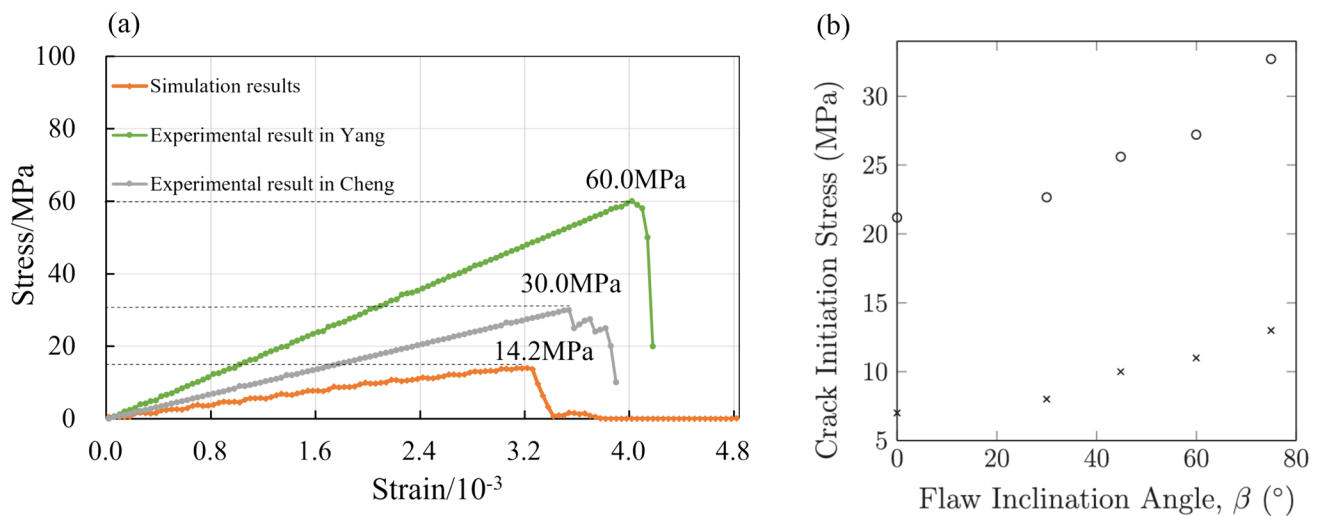 (a)
100
80
60
40
20
0
Stress/MPa
Simulation results
Experimental result in Yang
Experimental result in Cheng
60.0MPa
30.0MPa
14.2MPa
0.0 0.8 1.6 2.4 3.2 4.0 4.8
Strain/10-3
(b)
30
25
20
15
10
5
Crack Initiation Stress (MPa)
0 20 40 60 80
Flaw Inclination Angle, β (°)